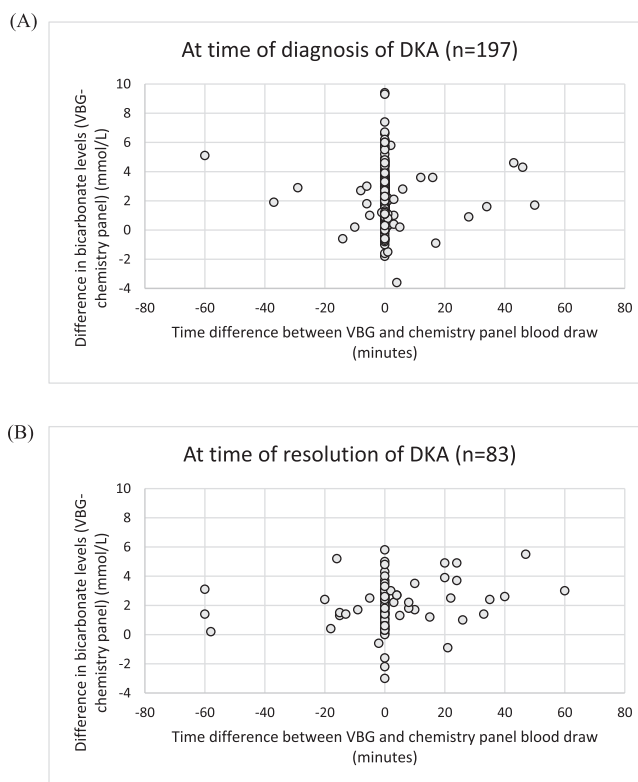 (A)
At time of diagnosis of DKA (n=197)
Difference in bicarbonate levels (VBG-
chemistry panel) (mmol/L)
10
8
6
4
2
0
-2
-4
-80 -60 -40 -20 0 20 40 60 80
Time difference between VBG and chemistry panel blood draw
(minutes)
(B)
At time of resolution of DKA (n=83)
Difference in bicarbonate levels (VBG-
chemistry panel) (mmol/L)
10
8
6
4
2
0
-2
-4
-80 -60 -40 -20 0 20 40 60 80
Time difference between VBG and chemistry panel blood draw
(minutes)